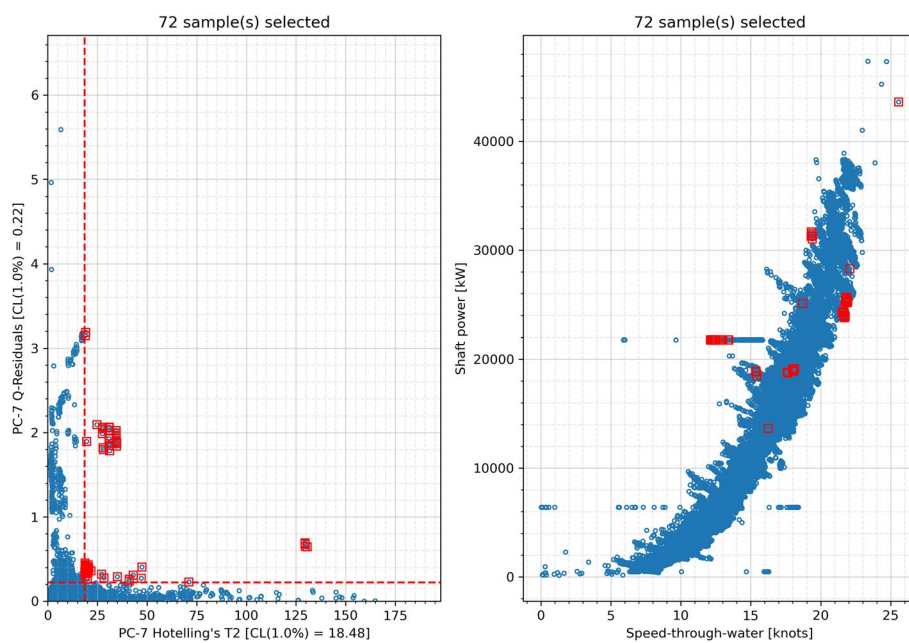 72 sample(s) selected
6
5
4
3
2
1
0
PC-7 Q-Residuals [CL(1.0%) = 0.22]
0 25 50 75 100 125 150 175
PC-7 Hotelling's T2 [CL(1.0%) = 18.48]
72 sample(s) selected
40000
30000
20000
10000
0
Shaft power [kW]
0 5 10 15 20 25
Speed-through-water [knots]